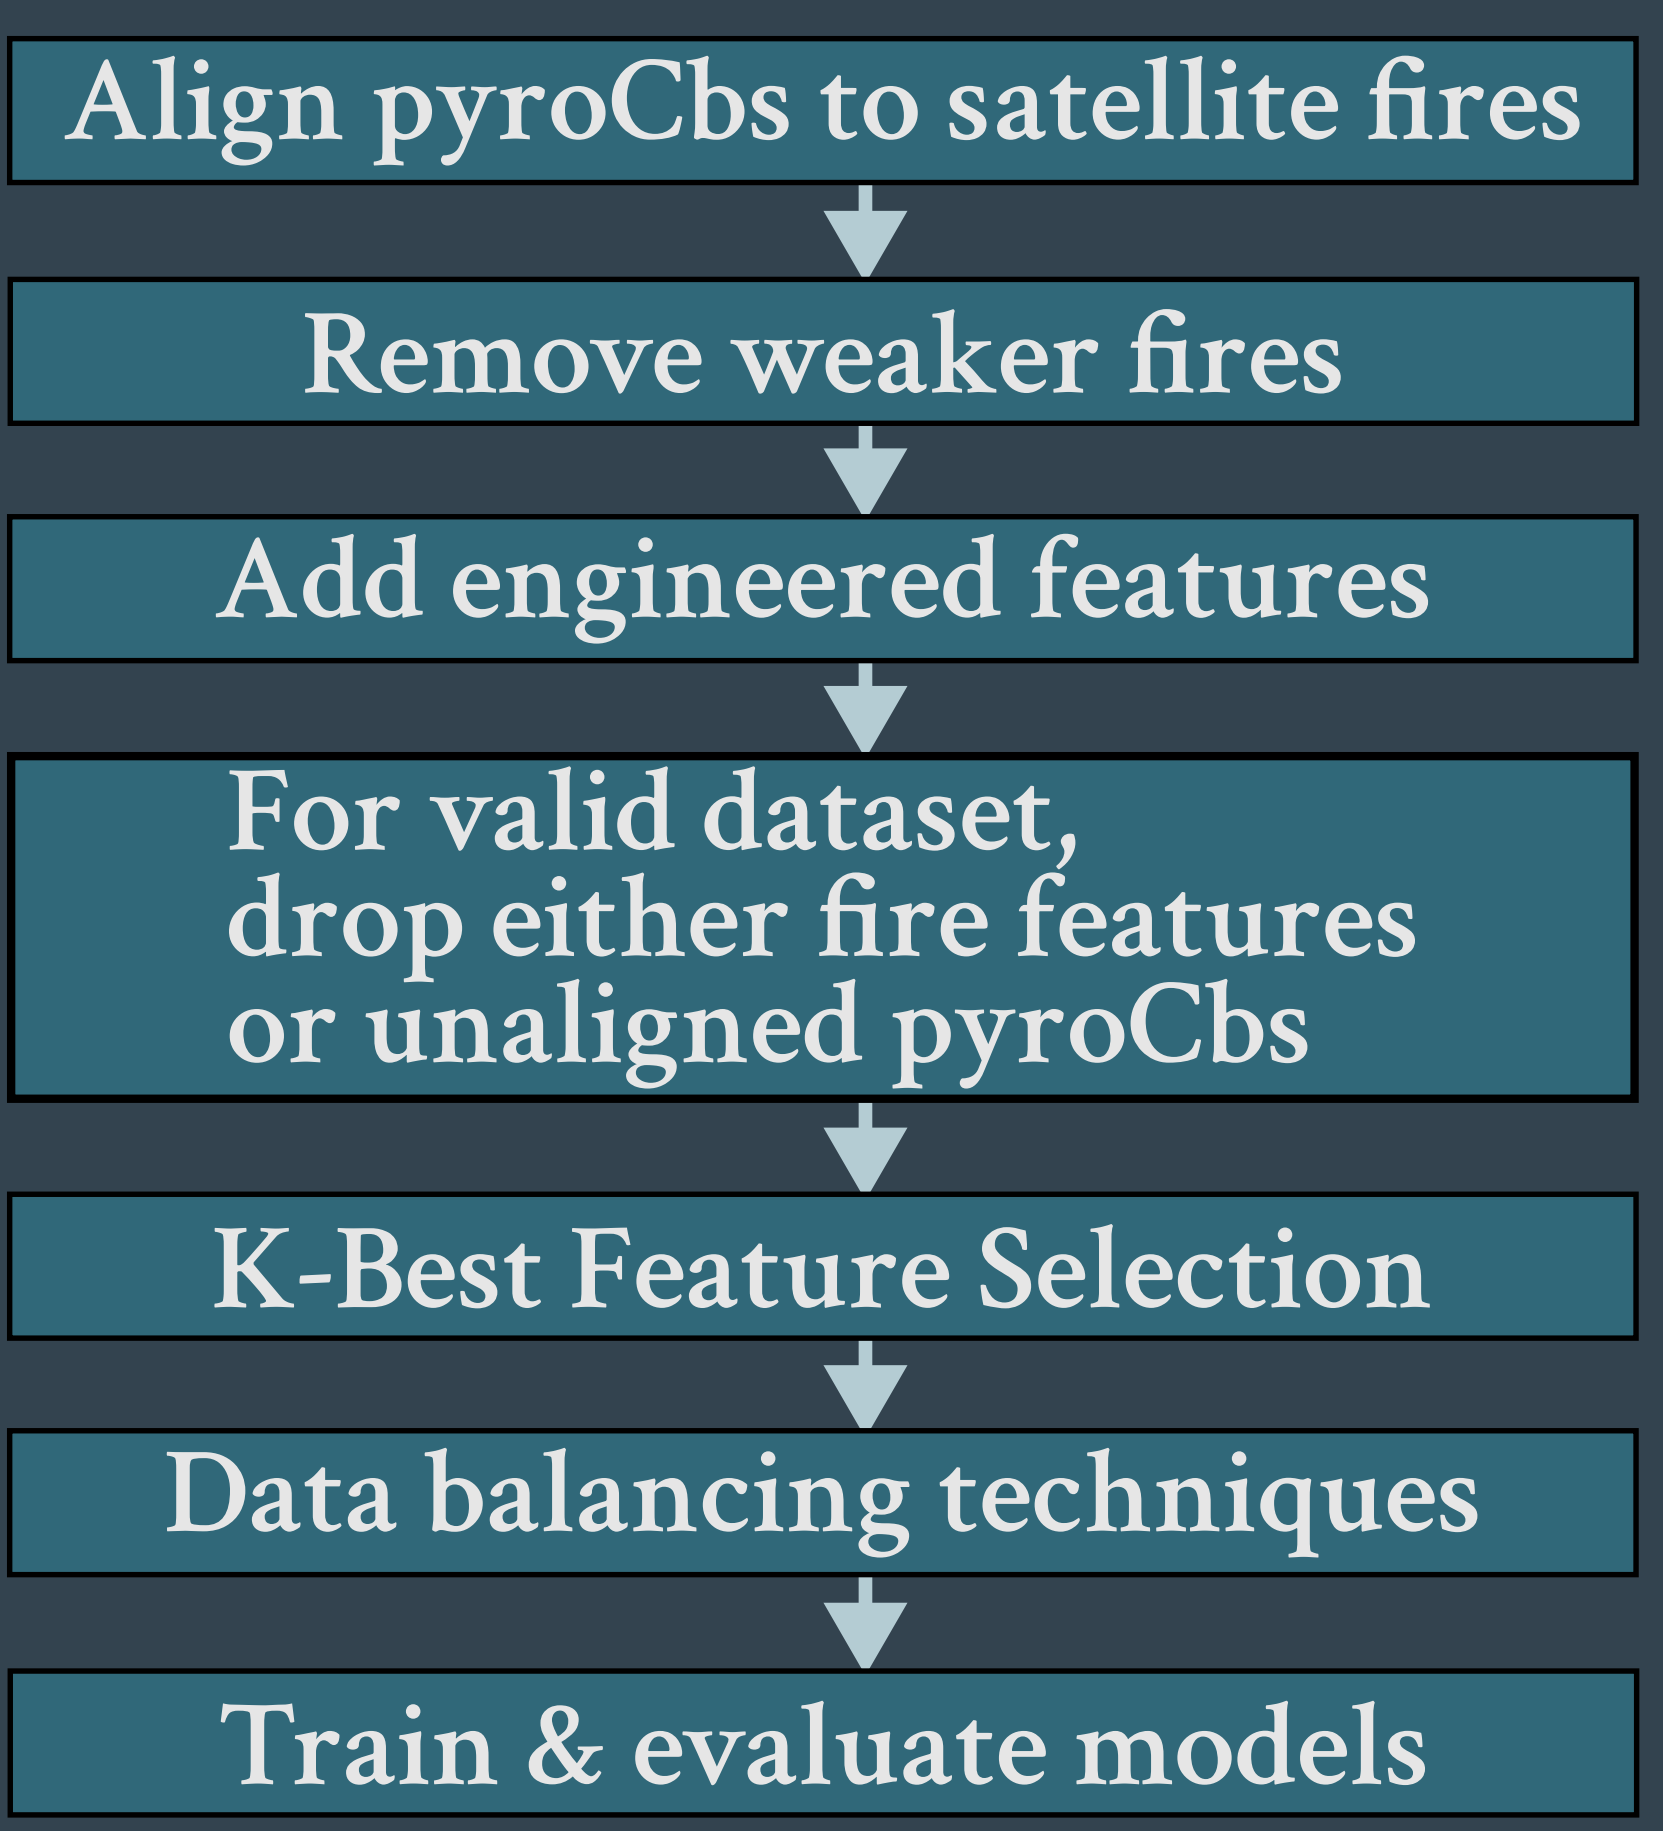 Align pyroCbs to satellite fires
Remove weaker fires
Add engineered features
For valid dataset,
drop either fire features
or unaligned pyroCbs
K-Best Feature Selection
Data balancing techniques
Train & evaluate models